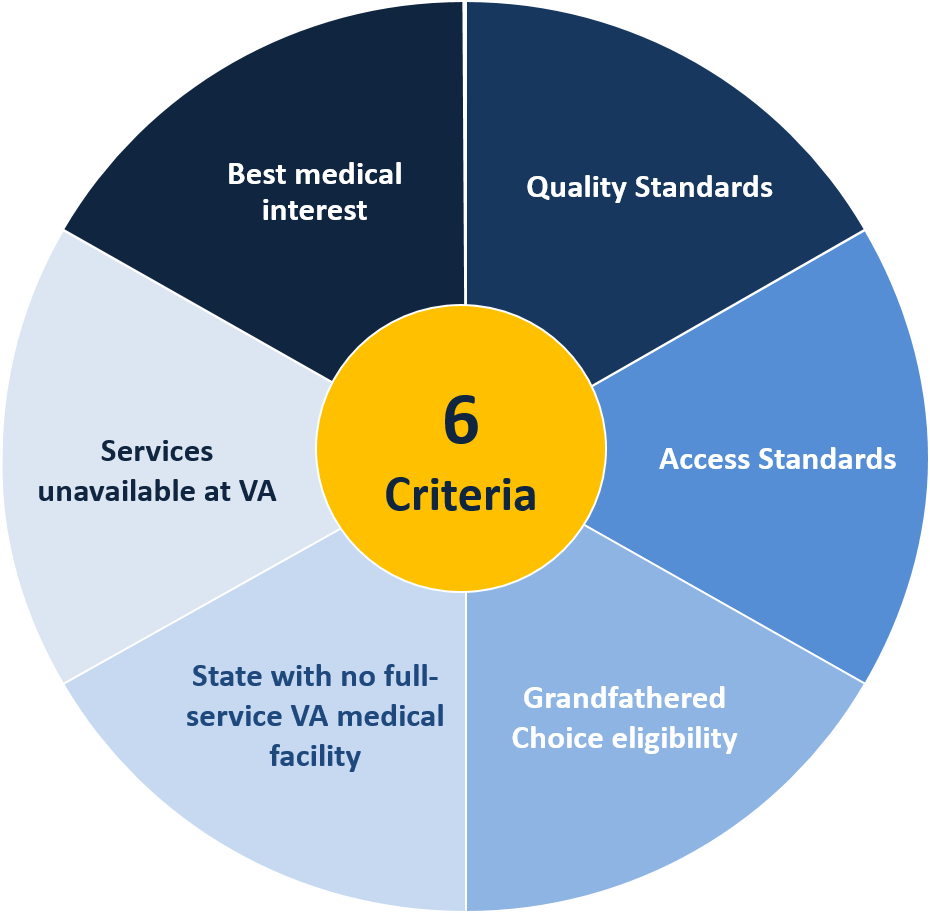 Best medical
interest
Quality Standards
Services
unavailable at VA
6
Criteria
Access Standards
State with no full-
service VA medical
facility
Grandfathered
Choice eligibility